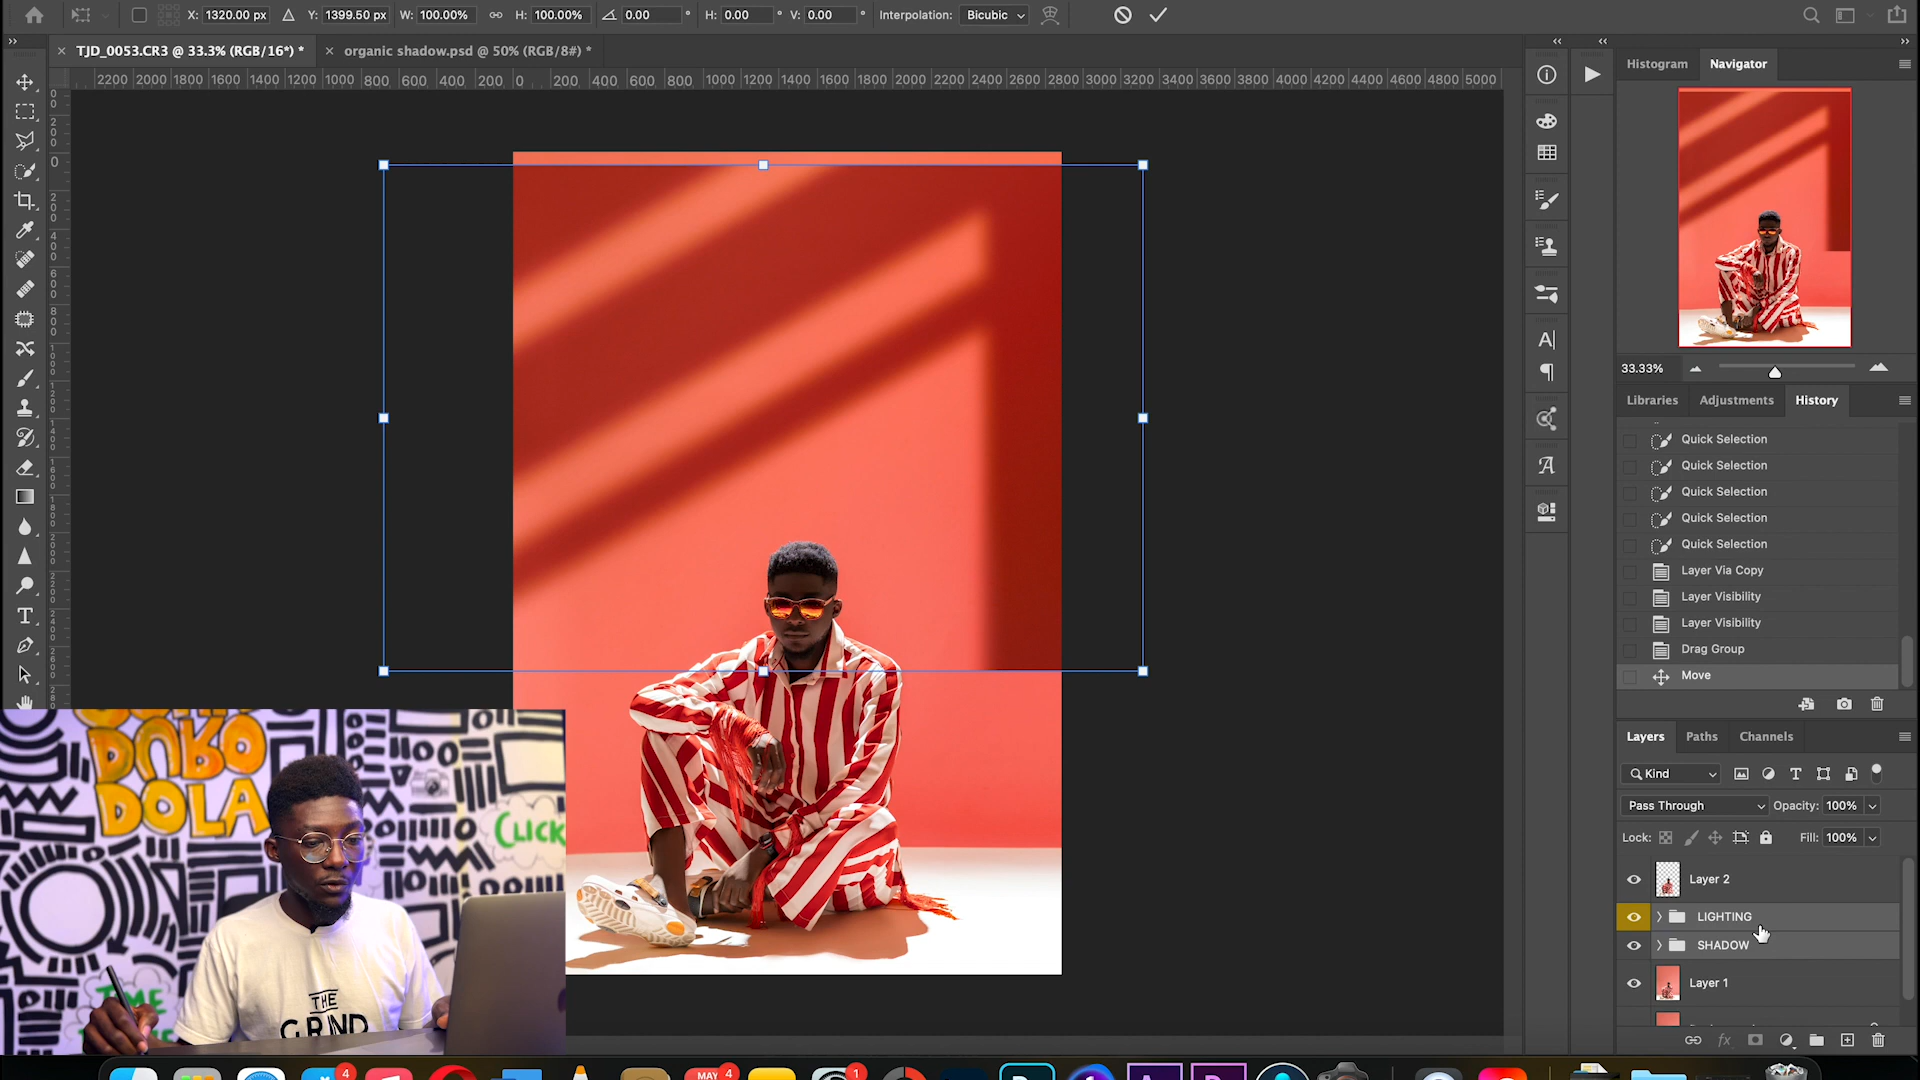 X: 1320.00 px Y: 1399.50 px W: 100.00% H: 100.00% 0.00 ° H: 0.00 ° V: 0.00 ° Interpolation: Bicubic
TJD_0053.CR3 @ 33.3% (RGB/16*) *
organic shadow.psd @ 50% (RGB/8#) *
2200 2000 1800 1600 1400 1200 1000 800 600 400 200 0 200 400 600 800 1000 1200 1400 1600 1800 2000 2200 2400 2600 2800 3000 3200 3400 3600 3800 4000 4200 4400 4600 4800 5000
Histogram Navigator
33.33%
Libraries Adjustments History
Quick Selection
Quick Selection
Quick Selection
Quick Selection
Quick Selection
Layer Via Copy
Layer Visibility
Layer Visibility
Drag Group
Move
Layers Paths Channels
Kind
Pass Through Opacity: 100%
Lock: Fill: 100%
Layer 2
LIGHTING
SHADOW
Layer 1
DOLA
CLICK
TIME
THE
GRIND
4
MAY 4
1